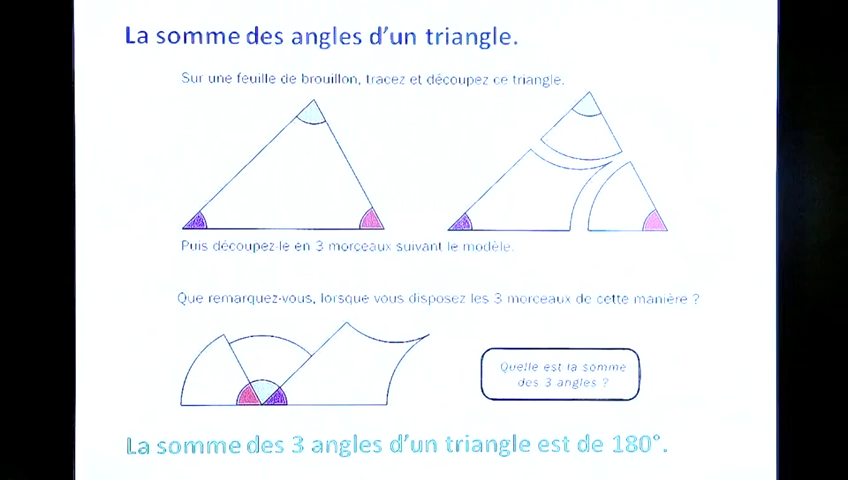 La somme des angles d'un triangle.
Sur une feuille de brouillon, tracez et découpez ce triangle.
Puis découpez-le en 3 morceaux suivant le modèle.
Que remarquez-vous, lorsque vous disposez les 3 morceaux de cette manière ?
Quelle est la somme
des 3 angles ?
La somme des 3 angles d'un triangle est de 180°.